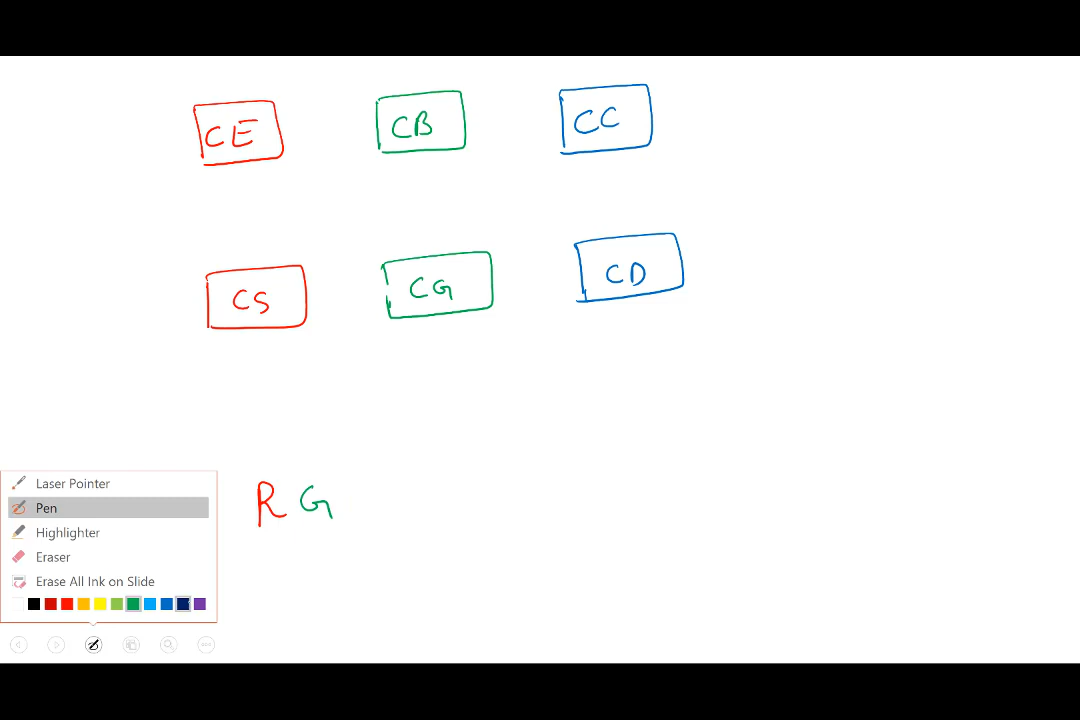 CE CB CC
CS CG CD
Laser Pointer
R G
Pen
Highlighter
Eraser
Erase All Ink on Slide